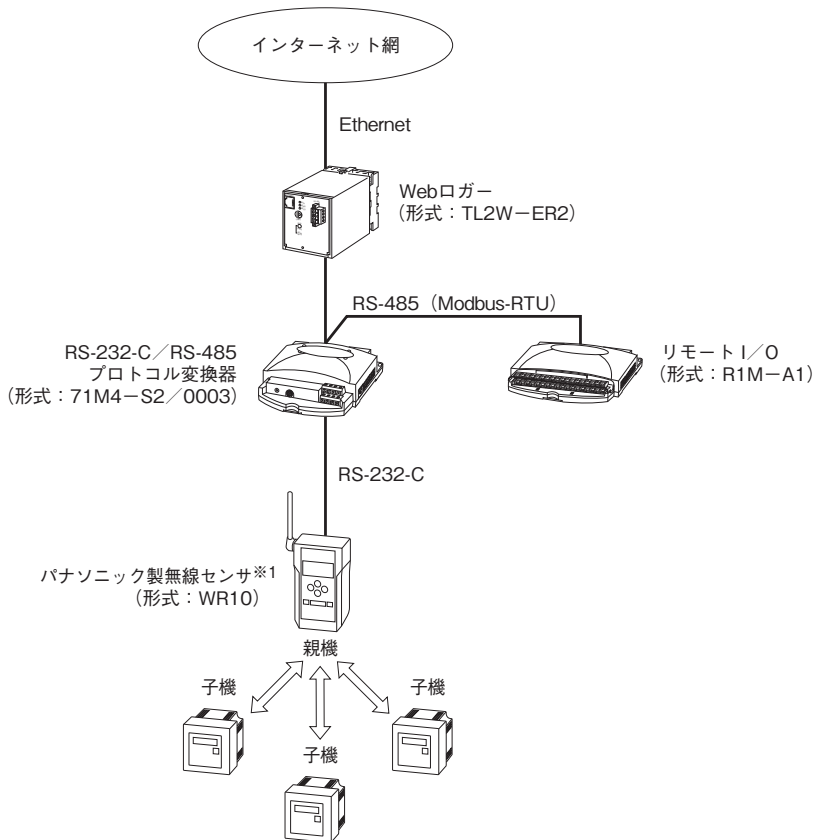 インターネット網
Ethernet
Webロガー
（形式：TL2W－ER2）
RS-485（Modbus-RTU）
RS-232-C／RS-485
プロトコル変換器
（形式：71M4－S2／0003）
リモート I／O
（形式：R1M－A1）
RS-232-C
パナソニック製無線センサ※1
（形式：WR10）
親機
子機
子機
子機